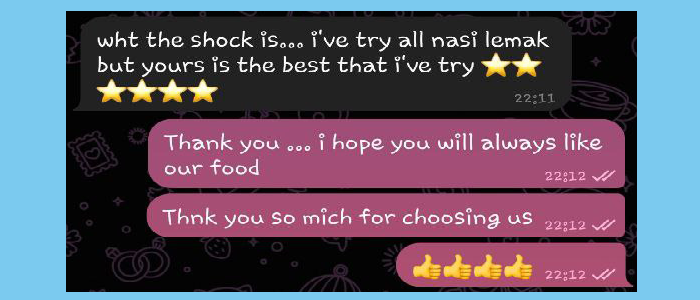 wht the shock is... i've try all nasi lemak
but yours is the best that i've try ⭐⭐
⭐⭐⭐⭐
22:11
Thank you ... i hope you will always like
our food
22:12
Thnk you so mich for choosing us
22:12
👍👍👍👍
22:12